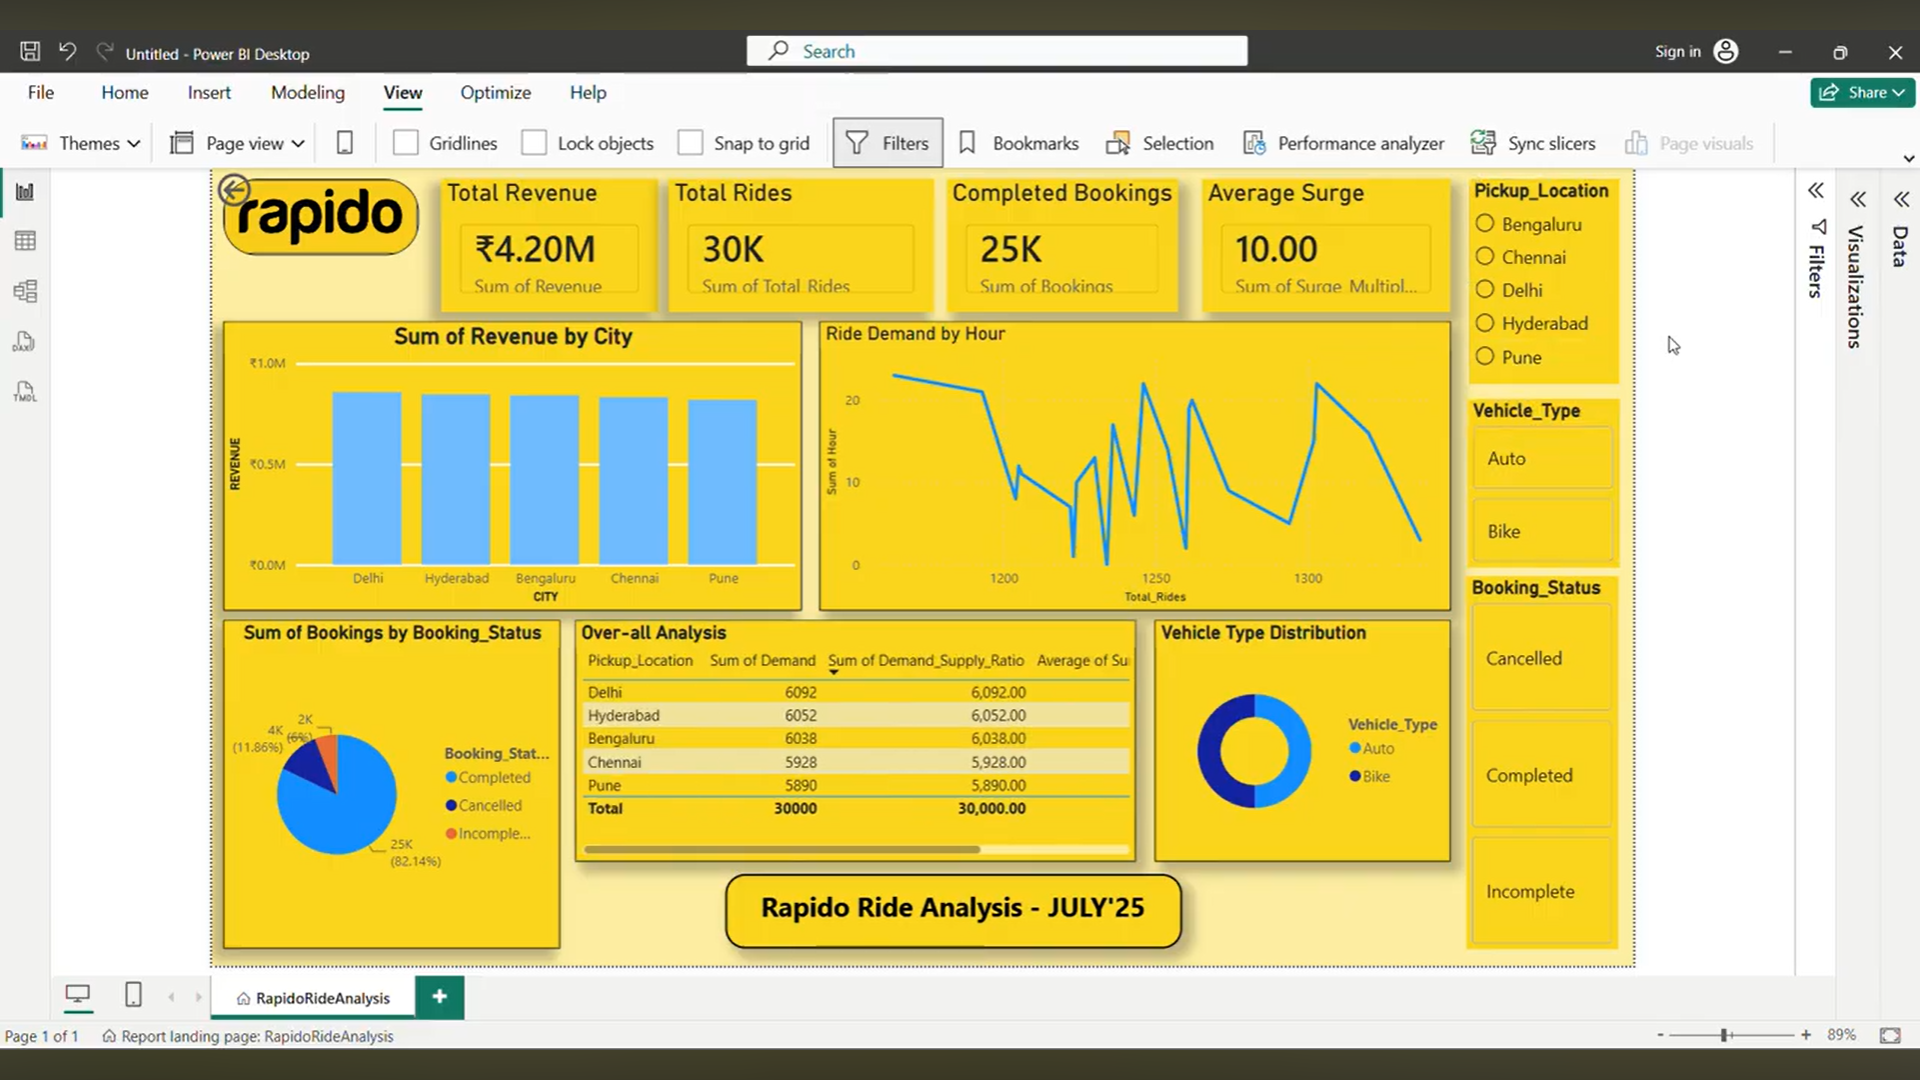 Untitled - Power BI Desktop
Search
Sign in
File Home Insert Modeling View Optimize Help
Share
Themes Page view Gridlines Lock objects Snap to grid Filters Bookmarks Selection Performance analyzer Sync slicers Page visuals
rapido
Total Revenue
₹4.20M
Sum of Revenue
Total Rides
30K
Sum of Total Rides
Completed Bookings
25K
Sum of Bookings
Average Surge
10.00
Sum of Surge Multipl...
Pickup_Location
Bengaluru
Chennai
Delhi
Hyderabad
Pune
Filters
Visualizations
Data
Sum of Revenue by City
REVENUE
₹1.0M
₹0.5M
₹0.0M
Delhi Hyderabad Bengaluru Chennai Pune
CITY
Ride Demand by Hour
Sum of Hour
20
10
0
1200 1250 1300
Total_Rides
Vehicle_Type
Auto
Bike
Booking_Status
Cancelled
Completed
Incomplete
Sum of Bookings by Booking_Status
2K
(6%)
4K
(11.86%)
25K
(82.14%)
Booking_Stat...
Completed
Cancelled
Incomple...
Over-all Analysis
Pickup_Location Sum of Demand Sum of Demand_Supply_Ratio Average of Su
Delhi 6092 6,092.00
Hyderabad 6052 6,052.00
Bengaluru 6038 6,038.00
Chennai 5928 5,928.00
Pune 5890 5,890.00
Total 30000 30,000.00
Vehicle Type Distribution
Vehicle_Type
Auto
Bike
Rapido Ride Analysis - JULY'25
RapidoRideAnalysis
Page 1 of 1 Report landing page: RapidoRideAnalysis
- + 89%
DAX
TMDL